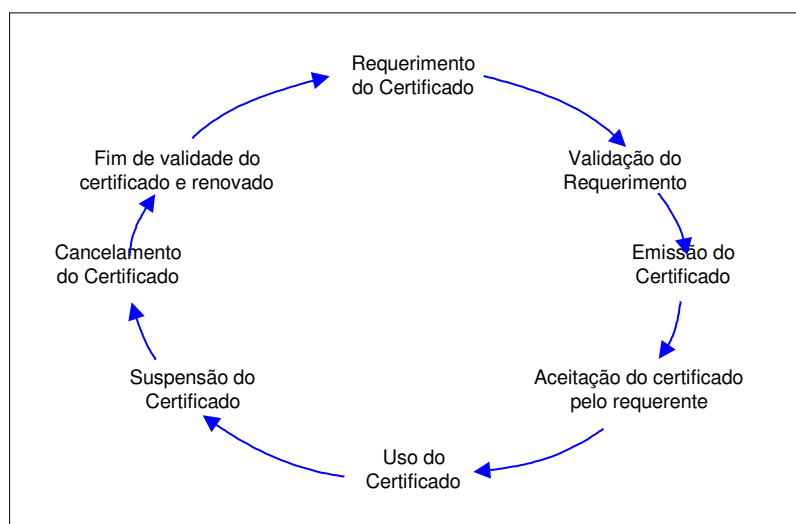 Requerimento
do Certificado
Validação do
Requerimento
Emissão do
Certificado
Aceitação do certificado
pelo requerente
Uso do
Certificado
Suspensão do
Certificado
Cancelamento
do Certificado
Fim de validade do
certificado e renovado